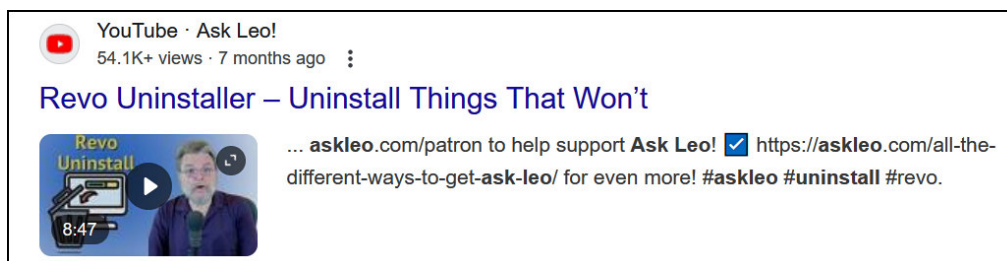 YouTube · Ask Leo!
54.1K+ views · 7 months ago
Revo Uninstaller – Uninstall Things That Won't
Revo
Uninstall
8:47
... askleo.com/patron to help support Ask Leo! ☑ https://askleo.com/all-the-
different-ways-to-get-ask-leo/ for even more! #askleo #uninstall #revo.